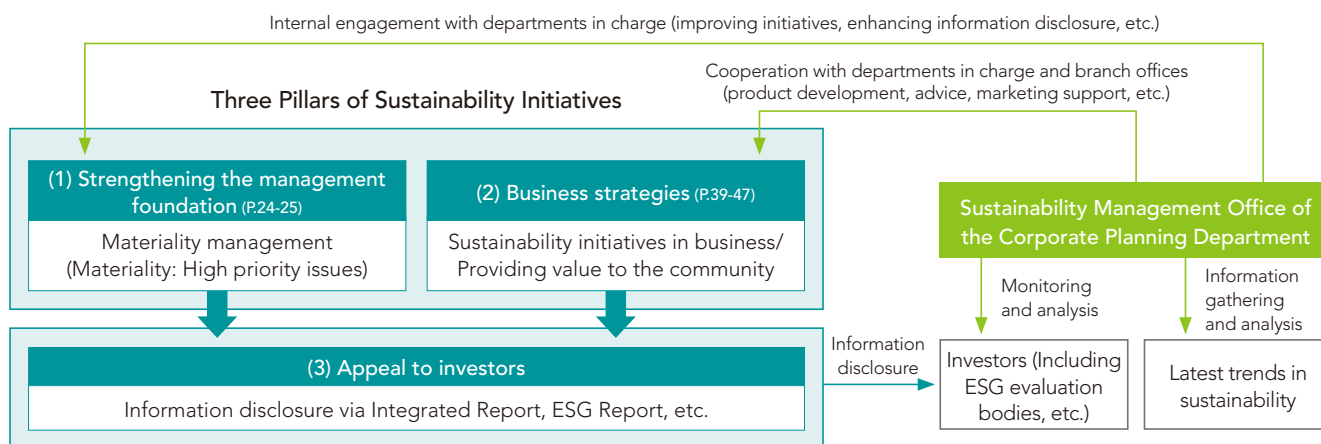 Internal engagement with departments in charge (improving initiatives, enhancing information disclosure, etc.)
Cooperation with departments in charge and branch offices
(product development, advice, marketing support, etc.)
Three Pillars of Sustainability Initiatives
(1) Strengthening the management
foundation (P.24-25)
Materiality management
(Materiality: High priority issues)
(2) Business strategies (P.39-47)
Sustainability initiatives in business/
Providing value to the community
Sustainability Management Office of
the Corporate Planning Department
Monitoring
and analysis
Information
gathering
and analysis
(3) Appeal to investors
Information disclosure via Integrated Report, ESG Report, etc.
Information
disclosure
Investors (Including
ESG evaluation
bodies, etc.)
Latest trends in
sustainability